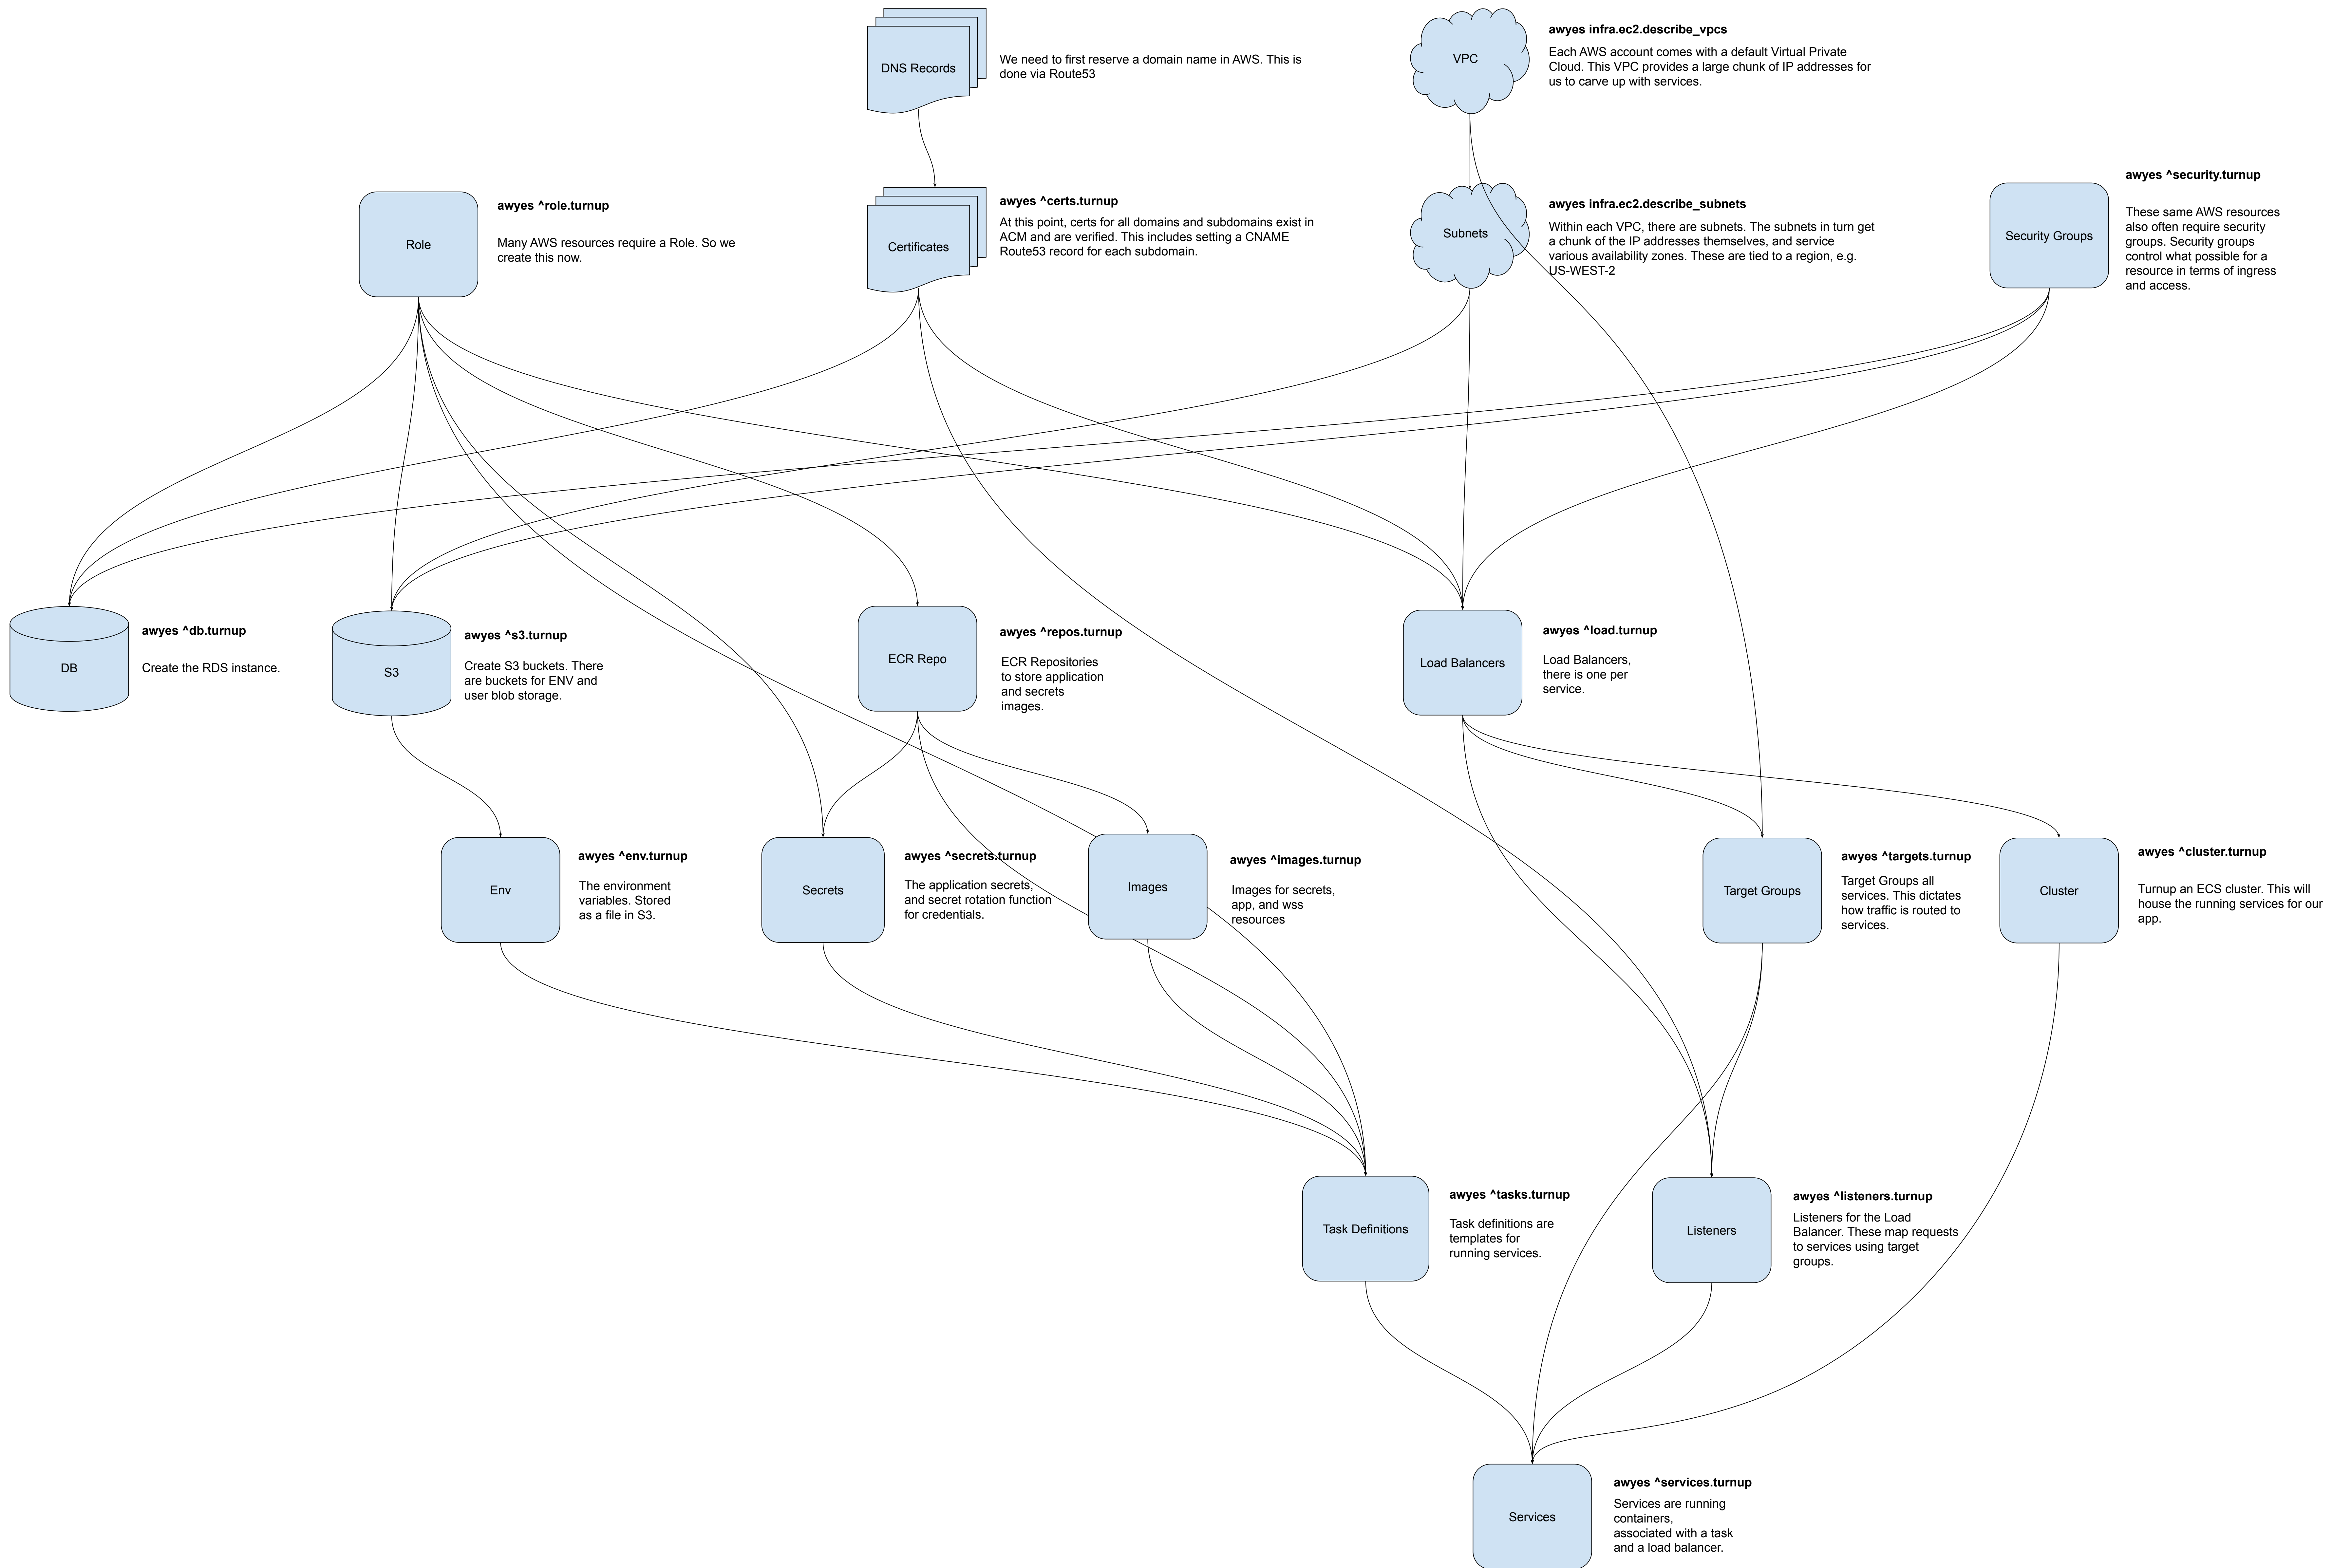 DNS Records
We need to first reserve a domain name in AWS. This is
done via Route53
VPC
awyes infra.ec2.describe_vpcs
Each AWS account comes with a default Virtual Private
Cloud. This VPC provides a large chunk of IP addresses for
us to carve up with services.
Role
awyes ^role.turnup
Many AWS resources require a Role. So we
create this now.
Certificates
awyes ^certs.turnup
At this point, certs for all domains and subdomains exist in
ACM and are verified. This includes setting a CNAME
Route53 record for each subdomain.
Subnets
awyes infra.ec2.describe_subnets
Within each VPC, there are subnets. The subnets in turn get
a chunk of the IP addresses themselves, and service
various availability zones. These are tied to a region, e.g.
US-WEST-2
Security Groups
awyes ^security.turnup
These same AWS resources
also often require security
groups. Security groups
control what possible for a
resource in terms of ingress
and access.
DB
awyes ^db.turnup
Create the RDS instance.
S3
awyes ^s3.turnup
Create S3 buckets. There
are buckets for ENV and
user blob storage.
ECR Repo
awyes ^repos.turnup
ECR Repositories
to store application
and secrets
images.
Load Balancers
awyes ^load.turnup
Load Balancers,
there is one per
service.
Env
awyes ^env.turnup
The environment
variables. Stored
as a file in S3.
Secrets
awyes ^secrets.turnup
The application secrets,
and secret rotation function
for credentials.
Images
awyes ^images.turnup
Images for secrets,
app, and wss
resources
Target Groups
awyes ^targets.turnup
Target Groups all
services. This dictates
how traffic is routed to
services.
Cluster
awyes ^cluster.turnup
Turnup an ECS cluster. This will
house the running services for our
app.
Task Definitions
awyes ^tasks.turnup
Task definitions are
templates for
running services.
Listeners
awyes ^listeners.turnup
Listeners for the Load
Balancer. These map requests
to services using target
groups.
Services
awyes ^services.turnup
Services are running
containers,
associated with a task
and a load balancer.